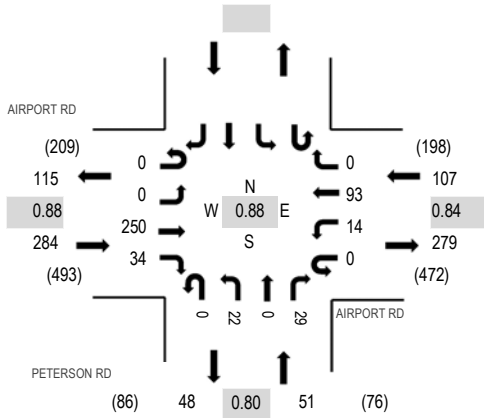 AIRPORT RD
(209) (198)
115 0 0 107
0 N 93
0.88 W 0.88 E 0.84
250 S 14
284 34 0 279
(493) (472)
0 22 0 29
AIRPORT RD
PETERSON RD
(86) 48 0.80 51 (76)